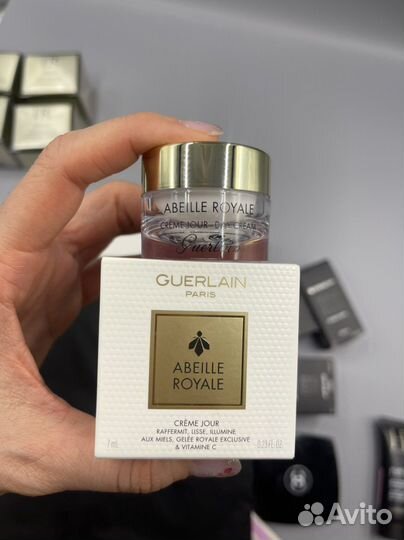 ABEILLE ROYALE
CRÈME JOUR - DAY CREAM
Guerlain
GUERLAIN
PARIS
ABEILLE
ROYALE
CRÈME JOUR
RAFFERMIT, LISSE, ILLUMINE
7 mL AUX MIELS, GELÉE ROYALE EXCLUSIVE 0.23 FL.OZ.
& VITAMINE C
Avito